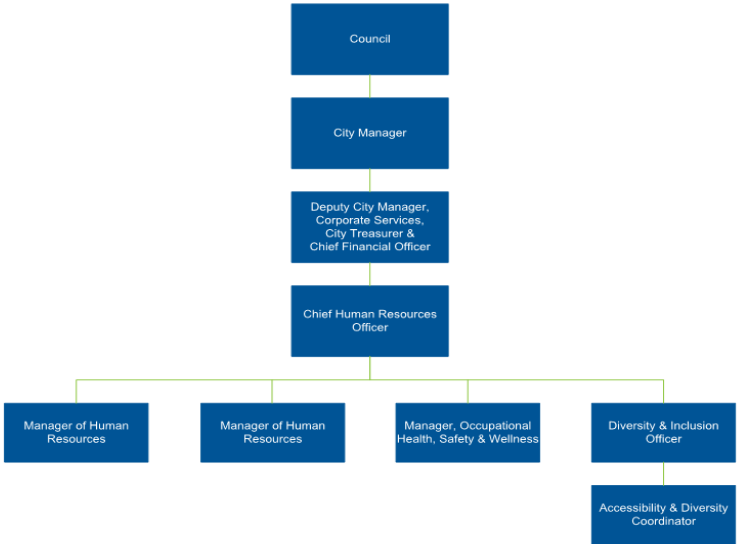 Council
City Manager
Deputy City Manager,
Corporate Services,
City Treasurer &
Chief Financial Officer
Chief Human Resources
Officer
Manager of Human
Resources
Manager of Human
Resources
Manager, Occupational
Health, Safety & Wellness
Diversity & Inclusion
Officer
Accessibility & Diversity
Coordinator